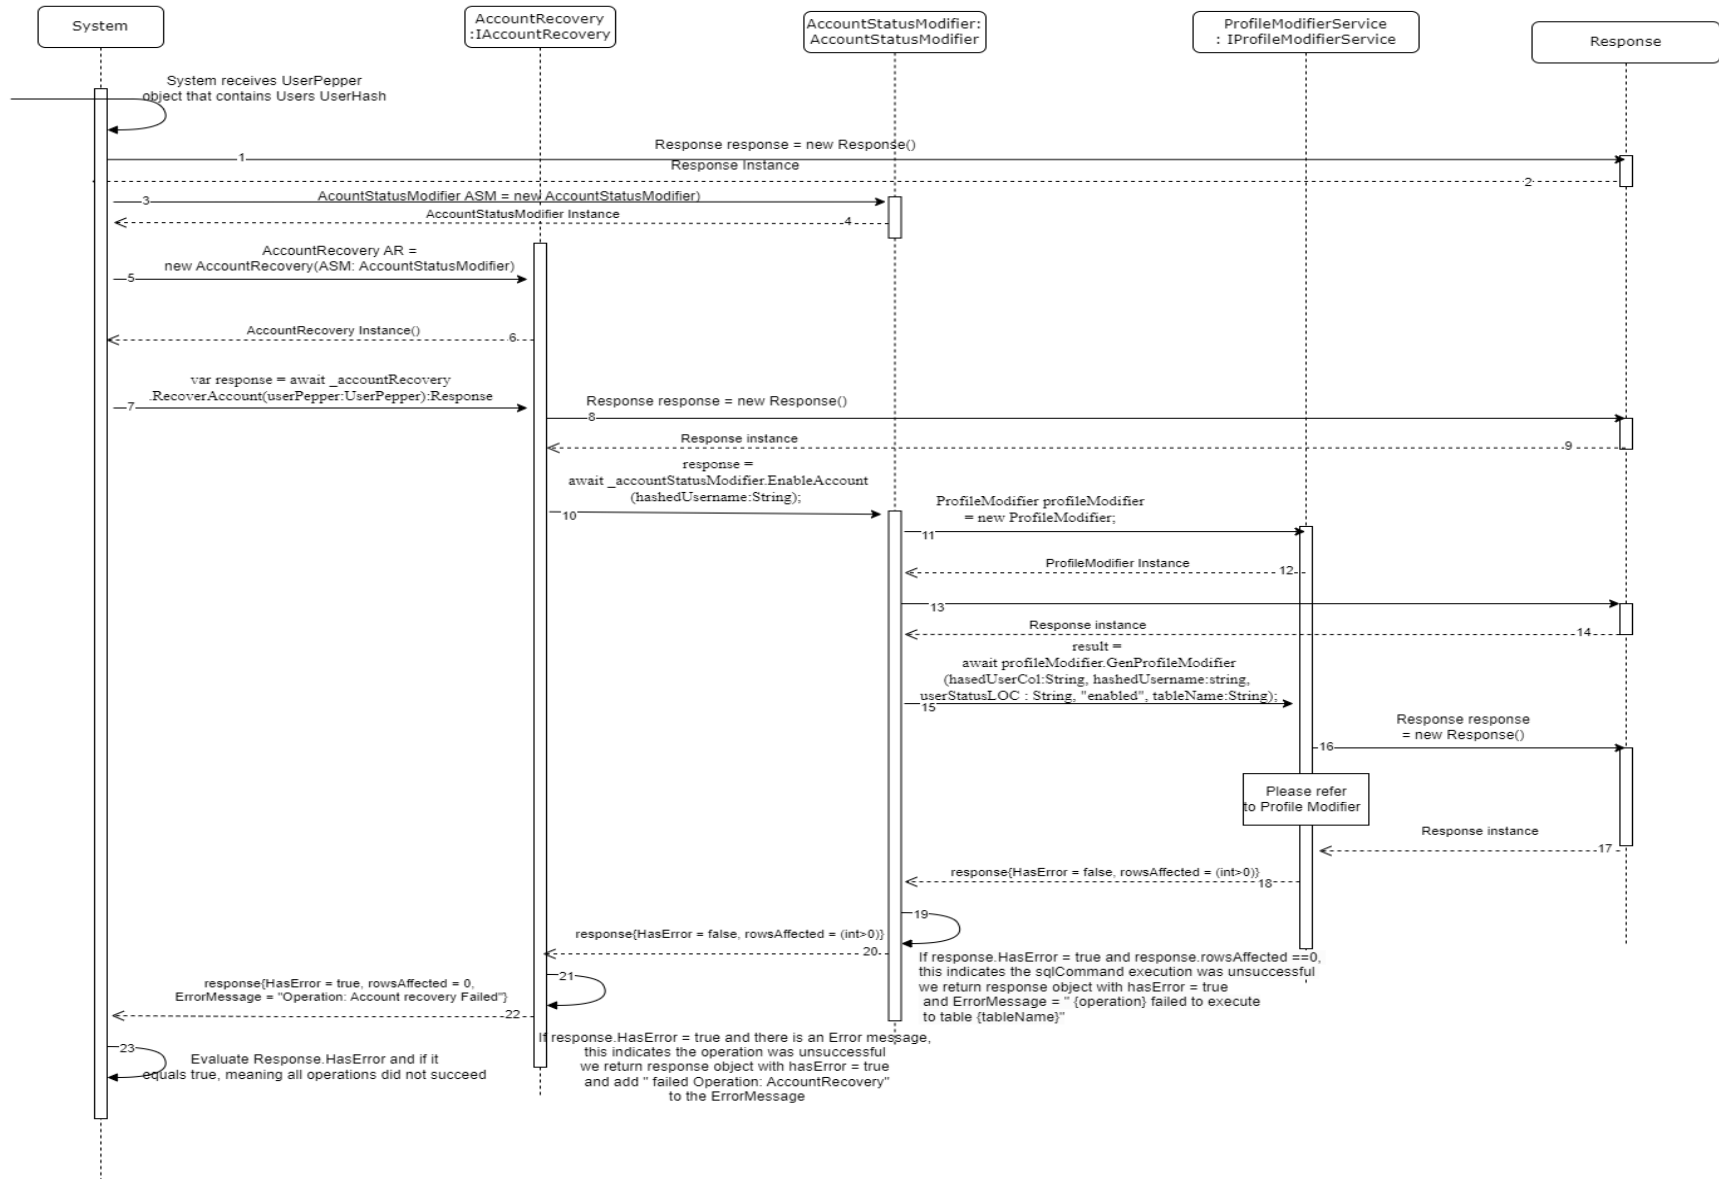 System
AccountRecovery
:IAccountRecovery
AccountStatusModifier:
AccountStatusModifier
ProfileModifierService
: IProfileModifierService
Response
System receives UserPepper
object that contains Users UserHash
Response response = new Response()
1
Response Instance
2
AcountStatusModifier ASM = new AccountStatusModifier)
3
AccountStatusModifier Instance
4
AccountRecovery AR =
new AccountRecovery(ASM: AccountStatusModifier)
5
AccountRecovery Instance()
6
var response = await _accountRecovery
.RecoverAccount(userPepper:UserPepper):Response
7
Response response = new Response()
8
Response instance
9
response =
await _accountStatusModifier.EnableAccount
(hashedUsername:String);
10
ProfileModifier profileModifier
= new ProfileModifier;
11
ProfileModifier Instance
12
13
Response instance
14
result =
await profileModifier.GenProfileModifier
(hasedUserCol:String, hashedUsername:string,
userStatusLOC : String, "enabled", tableName:String);
15
Response response
= new Response()
16
Please refer
to Profile Modifier
Response instance
17
response{HasError = false, rowsAffected = (int>0)}
18
19
response{HasError = false, rowsAffected = (int>0)}
20
If response.HasError = true and response.rowsAffected ==0,
this indicates the sqlCommand execution was unsuccessful
we return response object with hasError = true
and ErrorMessage = " {operation} failed to execute
to table {tableName}"
21
response{HasError = true, rowsAffected = 0,
ErrorMessage = "Operation: Account recovery Failed"}
22
If response.HasError = true and there is an Error message,
this indicates the operation was unsuccessful
we return response object with hasError = true
and add " failed Operation: AccountRecovery"
to the ErrorMessage
23
Evaluate Response.HasError and if it
equals true, meaning all operations did not succeed